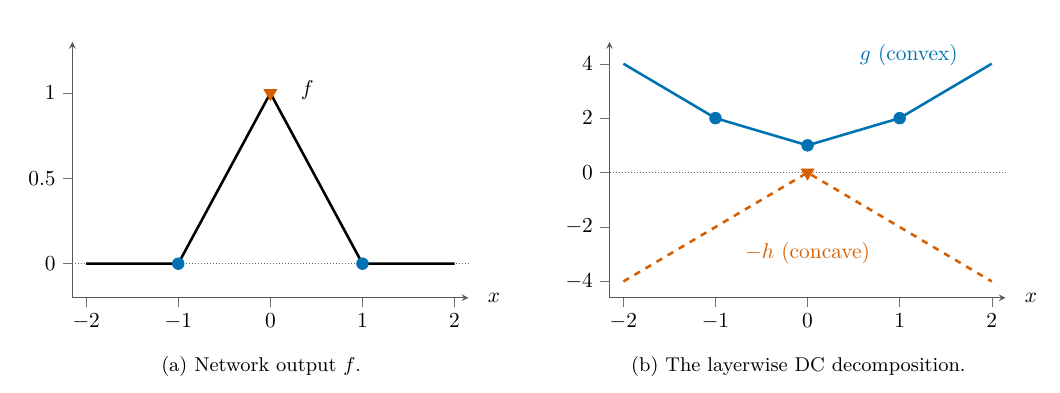 f
1
0.5
0
−2 −1 0 1 2
x
(a) Network output f.
g (convex)
4
2
0
−2
−4
−h (concave)
−2 −1 0 1 2
x
(b) The layerwise DC decomposition.